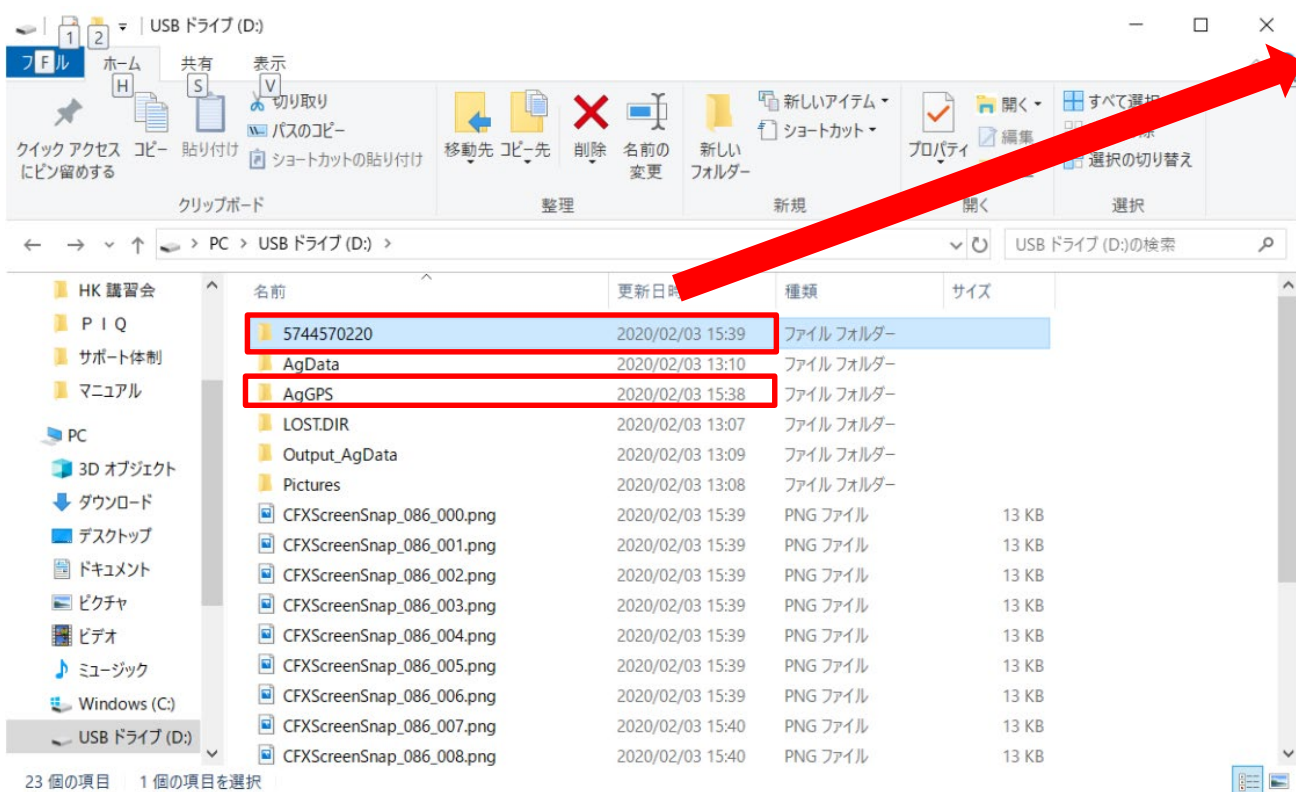 1 2 USB ドライブ (D:)
フ F ル ホーム 共有 表示
H S V
クイック アクセス
にピン留めする
コピー
貼り付け
切り取り
パスのコピー
ショートカットの貼り付け
クリップボード
移動先 コピー先 削除 名前の
変更
整理
新しい
フォルダー
新しいアイテム
ショートカット
新規
プロパティ
開く
編集
開く
すべて選択
選択の切り替え
選択
PC > USB ドライブ (D:) >
USB ドライブ (D:)の検索
HK 講習会
P I Q
サポート体制
マニュアル
PC
3D オブジェクト
ダウンロード
デスクトップ
ドキュメント
ピクチャ
ビデオ
ミュージック
Windows (C:)
USB ドライブ (D:)
名前 更新日時 種類 サイズ
5744570220 2020/02/03 15:39 ファイル フォルダー
AgData 2020/02/03 13:10 ファイル フォルダー
AgGPS 2020/02/03 15:38 ファイル フォルダー
LOST.DIR 2020/02/03 13:07 ファイル フォルダー
Output_AgData 2020/02/03 13:09 ファイル フォルダー
Pictures 2020/02/03 13:08 ファイル フォルダー
CFXScreenSnap_086_000.png 2020/02/03 15:39 PNG ファイル 13 KB
CFXScreenSnap_086_001.png 2020/02/03 15:39 PNG ファイル 13 KB
CFXScreenSnap_086_002.png 2020/02/03 15:39 PNG ファイル 13 KB
CFXScreenSnap_086_003.png 2020/02/03 15:39 PNG ファイル 13 KB
CFXScreenSnap_086_004.png 2020/02/03 15:39 PNG ファイル 13 KB
CFXScreenSnap_086_005.png 2020/02/03 15:39 PNG ファイル 13 KB
CFXScreenSnap_086_006.png 2020/02/03 15:39 PNG ファイル 13 KB
CFXScreenSnap_086_007.png 2020/02/03 15:40 PNG ファイル 13 KB
CFXScreenSnap_086_008.png 2020/02/03 15:40 PNG ファイル 13 KB
23 個の項目 1 個の項目を選択